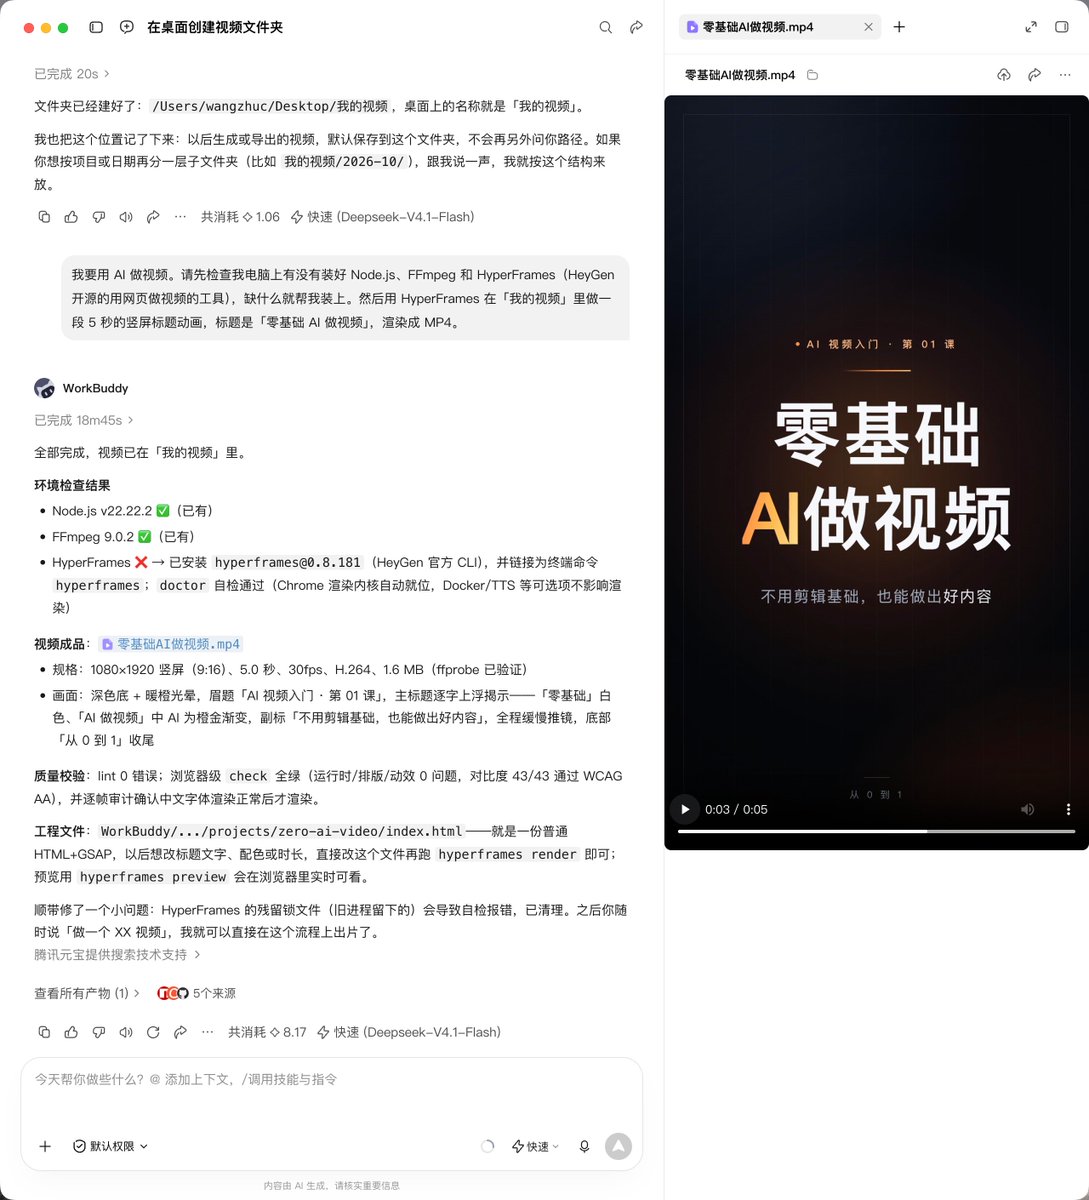 在桌面创建视频文件夹
已完成 20s
文件夹已经建好了：/Users/wangzhuc/Desktop/我的视频，桌面上的名称就是「我的视频」。
我也把这个位置记了下来：以后生成或导出的视频，默认保存到这个文件夹，不会再另外问你路径。如果
你想按项目或日期再分一层子文件夹（比如 我的视频/2026-10/），跟我说一声，我就按这个结构来
放。
共消耗 1.06 快速 (Deepseek-V4.1-Flash)
我要用 AI 做视频。请先检查我电脑上有没有装好 Node.js、FFmpeg 和 HyperFrames（HeyGen
开源的用网页做视频的工具），缺什么就帮我装上。然后用 HyperFrames 在「我的视频」里做一
段 5 秒的竖屏标题动画，标题是「零基础 AI 做视频」，渲染成 MP4。
WorkBuddy
已完成 18m45s
全部完成，视频已在「我的视频」里。
环境检查结果
• Node.js v22.22.2 ✅（已有）
• FFmpeg 9.0.2 ✅（已有）
• HyperFrames ❌ → 已安装 hyperframes@0.8.181（HeyGen 官方 CLI），并链接为终端命令
hyperframes；doctor 自检通过（Chrome 渲染内核自动就位，Docker/TTS 等可选项不影响渲
染）
视频成品：零基础AI做视频.mp4
• 规格：1080×1920 竖屏（9:16）、5.0 秒、30fps、H.264、1.6 MB（ffprobe 已验证）
• 画面：深色底 + 暖橙光晕，眉题「AI 视频入门 · 第 01 课」，主标题逐字上浮揭示——「零基础」白
色、「AI 做视频」中 AI 为橙金渐变，副标「不用剪辑基础，也能做出好内容」，全程缓慢推镜，底部
「从 0 到 1」收尾
质量校验：lint 0 错误；浏览器级 check 全绿（运行时/排版/动效 0 问题，对比度 43/43 通过 WCAG
AA），并逐帧审计确认中文字体渲染正常后才渲染。
工程文件：WorkBuddy/.../projects/zero-ai-video/index.html——就是一份普通
HTML+GSAP，以后想改标题文字、配色或时长，直接改这个文件再跑 hyperframes render 即可；
预览用 hyperframes preview 会在浏览器里实时可看。
顺带修了一个小问题：HyperFrames 的残留锁文件（旧进程留下的）会导致自检报错，已清理。之后你随
时说「做一个 XX 视频」，我就可以直接在这个流程上出片了。
腾讯元宝提供搜索技术支持
查看所有产物 (1) 5个来源
共消耗 8.17 快速 (Deepseek-V4.1-Flash)
今天帮你做些什么？@ 添加上下文，/调用技能与指令
默认权限 快速
内容由 AI 生成，请核实重要信息
零基础AI做视频.mp4
零基础AI做视频.mp4
• AI 视频入门 · 第 01 课
零基础
AI做视频
不用剪辑基础，也能做出好内容
从 0 到 1
0:03 / 0:05